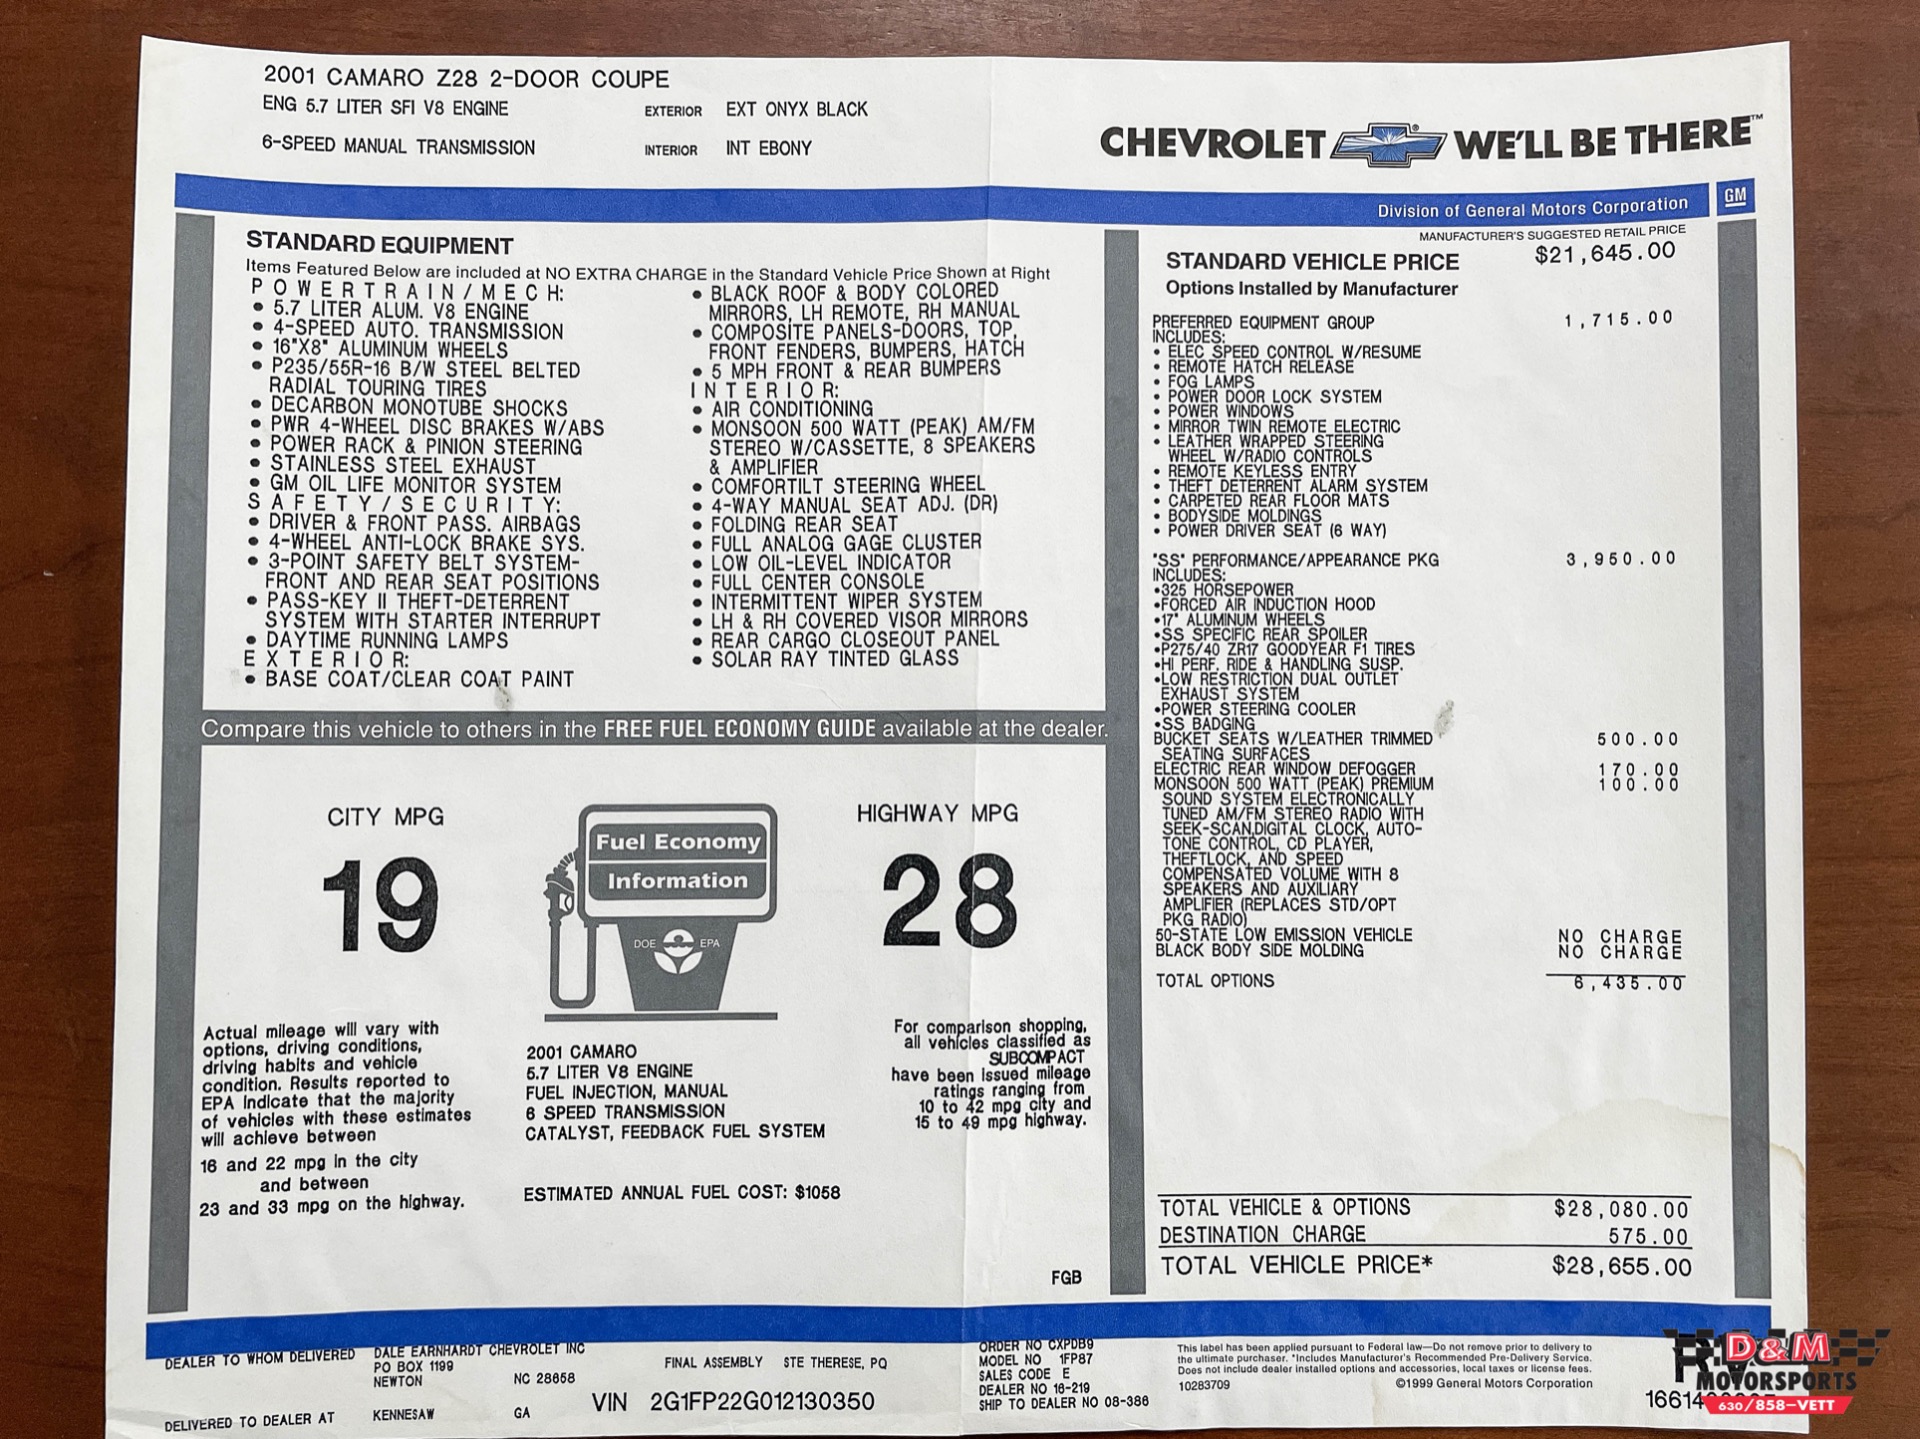 2001 CAMARO Z28 2-DOOR COUPE
ENG 5.7 LITER SFI V8 ENGINE
EXTERIOR EXT ONYX BLACK
6-SPEED MANUAL TRANSMISSION
INTERIOR INT EBONY
CHEVROLET WE'LL BE THERE™
Division of General Motors Corporation
GM
STANDARD EQUIPMENT
Items Featured Below are included at NO EXTRA CHARGE in the Standard Vehicle Price Shown at Right
POWERTRAIN/MECH:
• 5.7 LITER ALUM. V8 ENGINE
• 4-SPEED AUTO. TRANSMISSION
• 16"X8" ALUMINUM WHEELS
• P235/55R-16 B/W STEEL BELTED
RADIAL TOURING TIRES
• DECARBON MONOTUBE SHOCKS
• PWR 4-WHEEL DISC BRAKES W/ABS
• POWER RACK & PINION STEERING
• STAINLESS STEEL EXHAUST
• GM OIL LIFE MONITOR SYSTEM
SAFETY/SECURITY:
• DRIVER & FRONT PASS. AIRBAGS
• 4-WHEEL ANTI-LOCK BRAKE SYS.
• 3-POINT SAFETY BELT SYSTEM-
FRONT AND REAR SEAT POSITIONS
• PASS-KEY II THEFT-DETERRENT
SYSTEM WITH STARTER INTERRUPT
• DAYTIME RUNNING LAMPS
EXTERIOR:
• BASE COAT/CLEAR COAT PAINT
• BLACK ROOF & BODY COLORED
MIRRORS, LH REMOTE, RH MANUAL
• COMPOSITE PANELS-DOORS, TOP,
FRONT FENDERS, BUMPERS, HATCH
• 5 MPH FRONT & REAR BUMPERS
INTERIOR:
• AIR CONDITIONING
• MONSOON 500 WATT (PEAK) AM/FM
STEREO W/CASSETTE, 8 SPEAKERS
& AMPLIFIER
• COMFORTILT STEERING WHEEL
• 4-WAY MANUAL SEAT ADJ. (DR)
• FOLDING REAR SEAT
• FULL ANALOG GAGE CLUSTER
• LOW OIL-LEVEL INDICATOR
• FULL CENTER CONSOLE
• INTERMITTENT WIPER SYSTEM
• LH & RH COVERED VISOR MIRRORS
• REAR CARGO CLOSEOUT PANEL
• SOLAR RAY TINTED GLASS
Compare this vehicle to others in the FREE FUEL ECONOMY GUIDE available at the dealer.
CITY MPG
19
Fuel Economy
Information
DOE EPA
HIGHWAY MPG
28
Actual mileage will vary with
options, driving conditions,
driving habits and vehicle
condition. Results reported to
EPA indicate that the majority
of vehicles with these estimates
will achieve between
16 and 22 mpg in the city
and between
23 and 33 mpg on the highway.
2001 CAMARO
5.7 LITER V8 ENGINE
FUEL INJECTION, MANUAL
6 SPEED TRANSMISSION
CATALYST, FEEDBACK FUEL SYSTEM
ESTIMATED ANNUAL FUEL COST: $1058
For comparison shopping,
all vehicles classified as
SUBCOMPACT
have been issued mileage
ratings ranging from
10 to 42 mpg city and
15 to 49 mpg highway.
FGB
MANUFACTURER'S SUGGESTED RETAIL PRICE
STANDARD VEHICLE PRICE $21,645.00
Options Installed by Manufacturer
PREFERRED EQUIPMENT GROUP 1,715.00
INCLUDES:
• ELEC SPEED CONTROL W/RESUME
• REMOTE HATCH RELEASE
• FOG LAMPS
• POWER DOOR LOCK SYSTEM
• POWER WINDOWS
• MIRROR TWIN REMOTE ELECTRIC
• LEATHER WRAPPED STEERING
WHEEL W/RADIO CONTROLS
• REMOTE KEYLESS ENTRY
• THEFT DETERRENT ALARM SYSTEM
• CARPETED REAR FLOOR MATS
• BODYSIDE MOLDINGS
• POWER DRIVER SEAT (6 WAY)
"SS" PERFORMANCE/APPEARANCE PKG 3,950.00
INCLUDES:
•325 HORSEPOWER
•FORCED AIR INDUCTION HOOD
•17" ALUMINUM WHEELS
•SS SPECIFIC REAR SPOILER
•P275/40 ZR17 GOODYEAR F1 TIRES
•HI PERF. RIDE & HANDLING SUSP.
•LOW RESTRICTION DUAL OUTLET
EXHAUST SYSTEM
•POWER STEERING COOLER
•SS BADGING
BUCKET SEATS W/LEATHER TRIMMED 500.00
SEATING SURFACES
ELECTRIC REAR WINDOW DEFOGGER 170.00
MONSOON 500 WATT (PEAK) PREMIUM 100.00
SOUND SYSTEM ELECTRONICALLY
TUNED AM/FM STEREO RADIO WITH
SEEK-SCAN,DIGITAL CLOCK, AUTO-
TONE CONTROL, CD PLAYER,
THEFTLOCK, AND SPEED
COMPENSATED VOLUME WITH 8
SPEAKERS AND AUXILIARY
AMPLIFIER (REPLACES STD/OPT
PKG RADIO)
50-STATE LOW EMISSION VEHICLE NO CHARGE
BLACK BODY SIDE MOLDING NO CHARGE
TOTAL OPTIONS 6,435.00
TOTAL VEHICLE & OPTIONS $28,080.00
DESTINATION CHARGE 575.00
TOTAL VEHICLE PRICE* $28,655.00
DEALER TO WHOM DELIVERED
DALE EARNHARDT CHEVROLET INC
PO BOX 1199
NEWTON NC 28658
DELIVERED TO DEALER AT KENNESAW GA
FINAL ASSEMBLY STE THERESE, PQ
VIN 2G1FP22G012130350
ORDER NO CXPDB9
MODEL NO 1FP87
SALES CODE E
DEALER NO 16-219
SHIP TO DEALER NO 08-386
This label has been applied pursuant to Federal law—Do not remove prior to delivery to
the ultimate purchaser. *Includes Manufacturer's Recommended Pre-Delivery Service.
Does not include dealer installed options and accessories, local taxes or license fees.
10283709 ©1999 General Motors Corporation
D&M
MOTORSPORTS
630/858-VETT